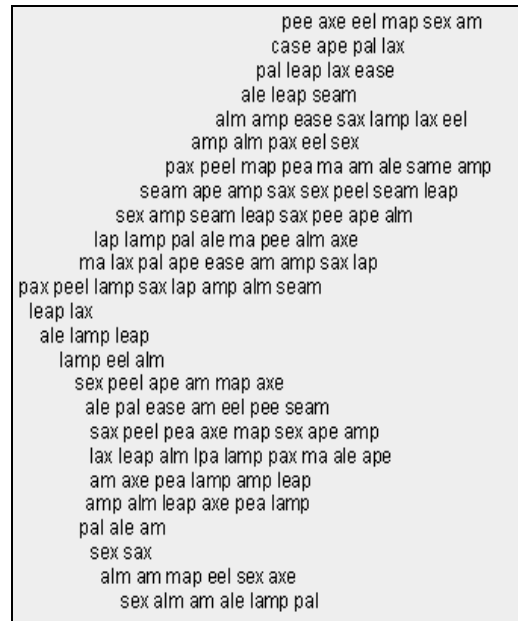 pee axe eel map sex am
case ape pal lax
pal leap lax ease
ale leap seam
alm amp ease sax lamp lax eel
amp alm pax eel sex
pax peel map pea ma am ale same amp
seam ape amp sax sex peel seam leap
sex amp seam leap sax pee ape alm
lap lamp pal ale ma pee alm axe
ma lax pal ape ease am amp sax lap
pax peel lamp sax lap amp alm seam
leap lax
ale lamp leap
lamp eel alm
sex peel ape am map axe
ale pal ease am eel pee seam
sax peel pea axe map sex ape amp
lax leap alm lpa lamp pax ma ale ape
am axe pea lamp amp leap
amp alm leap axe pea lamp
pal ale am
sex sax
alm am map eel sex axe
sex alm am ale lamp pal